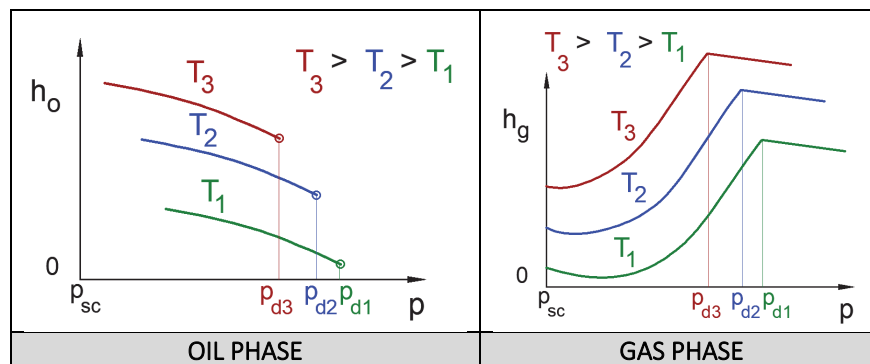 T3 > T2 > T1
ho
T3
T2
T1
0
psc
pd3 pd2 pd1 p
OIL PHASE
T3 > T2 > T1
hg
T3
T2
T1
0
psc
pd3 pd2 pd1 p
GAS PHASE